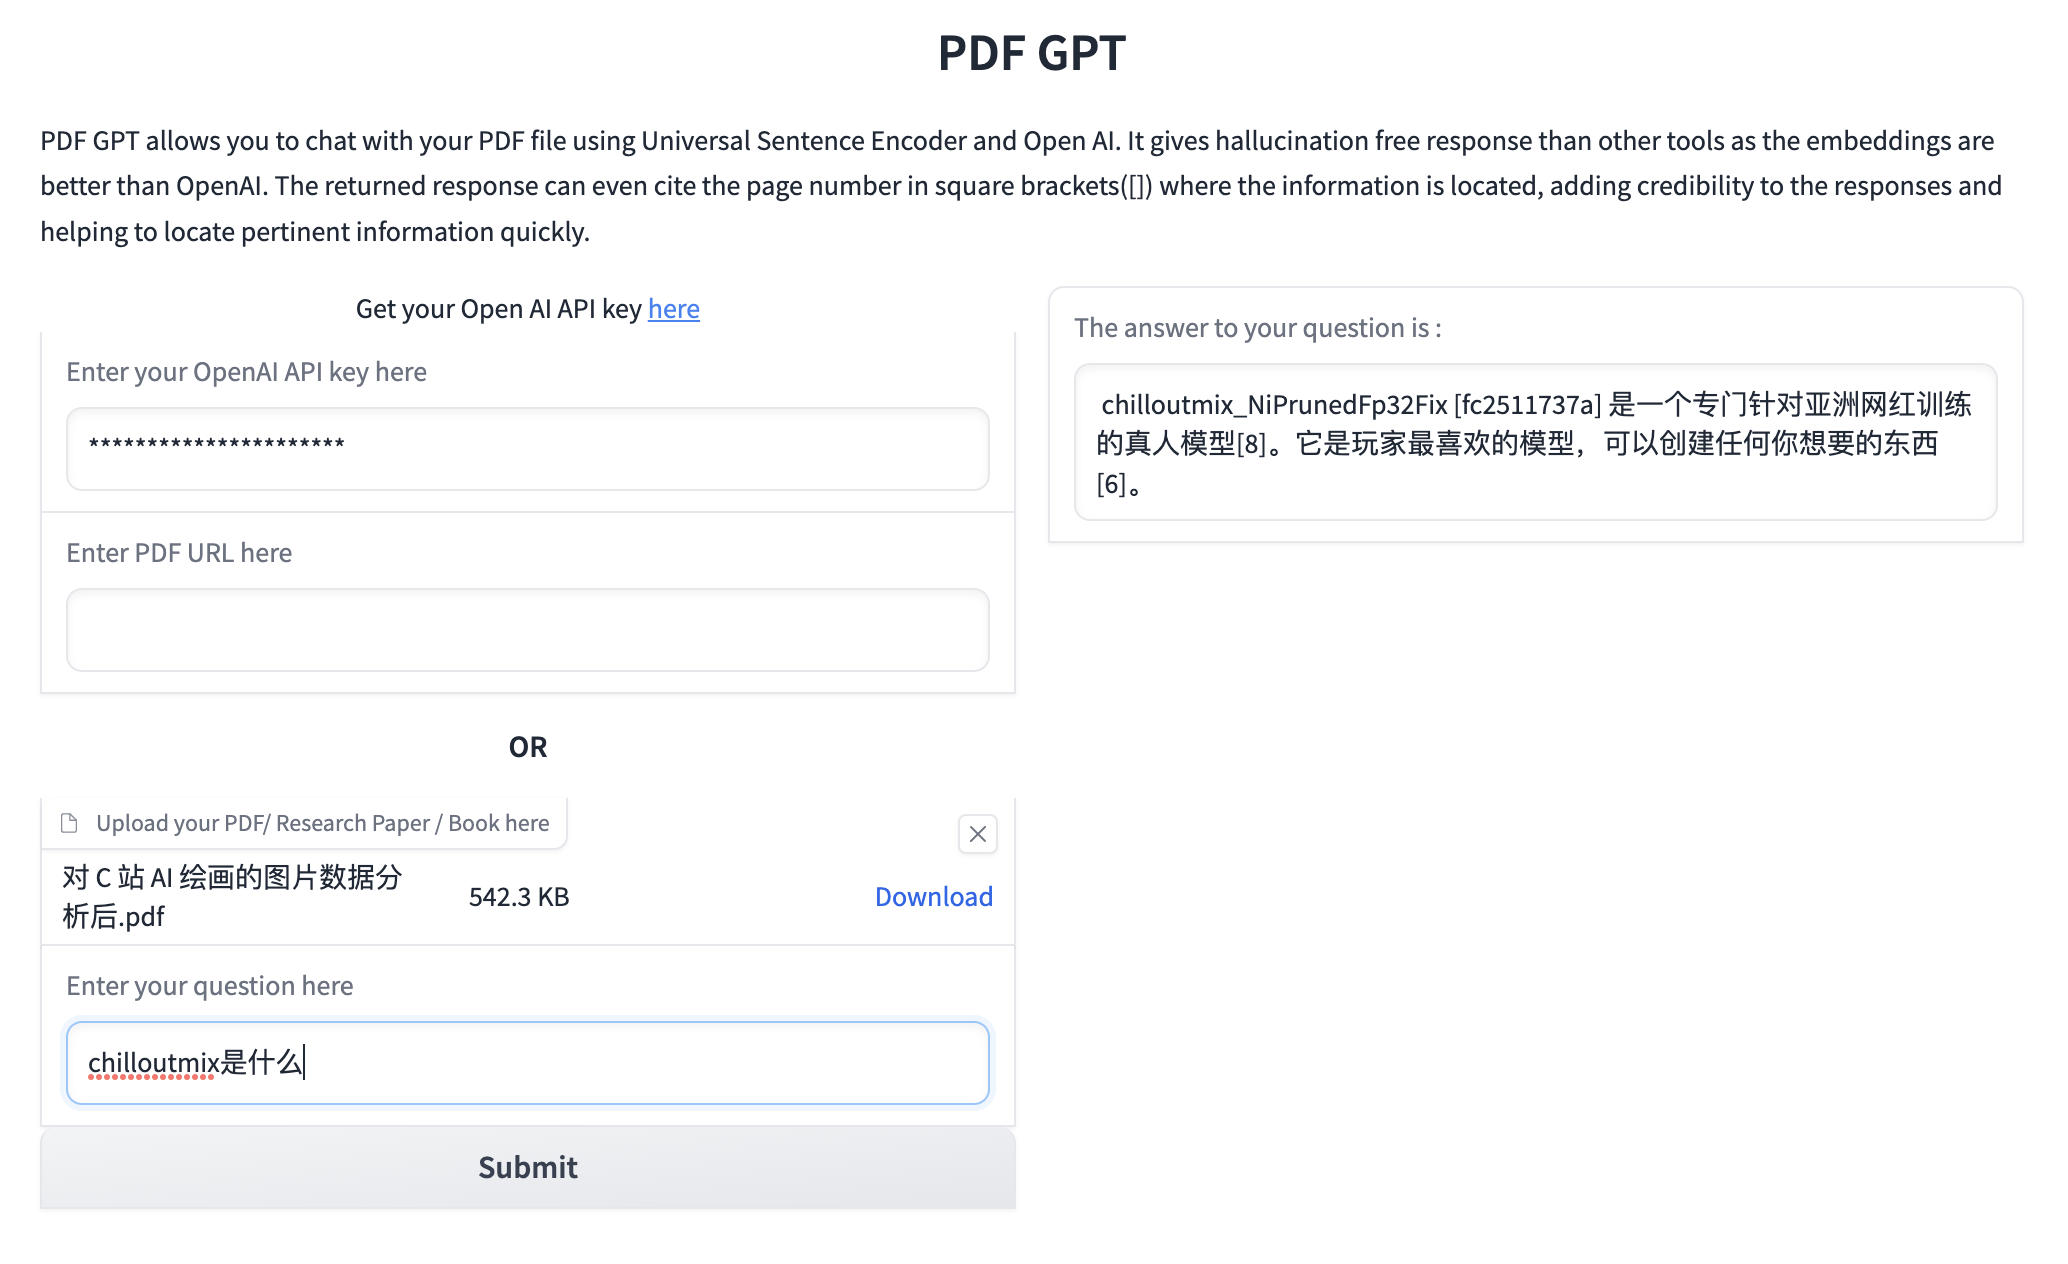 PDF GPT
PDF GPT allows you to chat with your PDF file using Universal Sentence Encoder and Open AI. It gives hallucination free response than other tools as the embeddings are
better than OpenAI. The returned response can even cite the page number in square brackets([]) where the information is located, adding credibility to the responses and
helping to locate pertinent information quickly.
Get your Open AI API key here
Enter your OpenAI API key here
**********************
Enter PDF URL here
OR
Upload your PDF/ Research Paper / Book here
对 C 站 AI 绘画的图片数据分
析后.pdf
542.3 KB
Download
Enter your question here
chilloutmix是什么
Submit
The answer to your question is :
chilloutmix_NiPrunedFp32Fix [fc2511737a] 是一个专门针对亚洲网红训练
的真人模型[8]。它是玩家最喜欢的模型，可以创建任何你想要的东西
[6]。